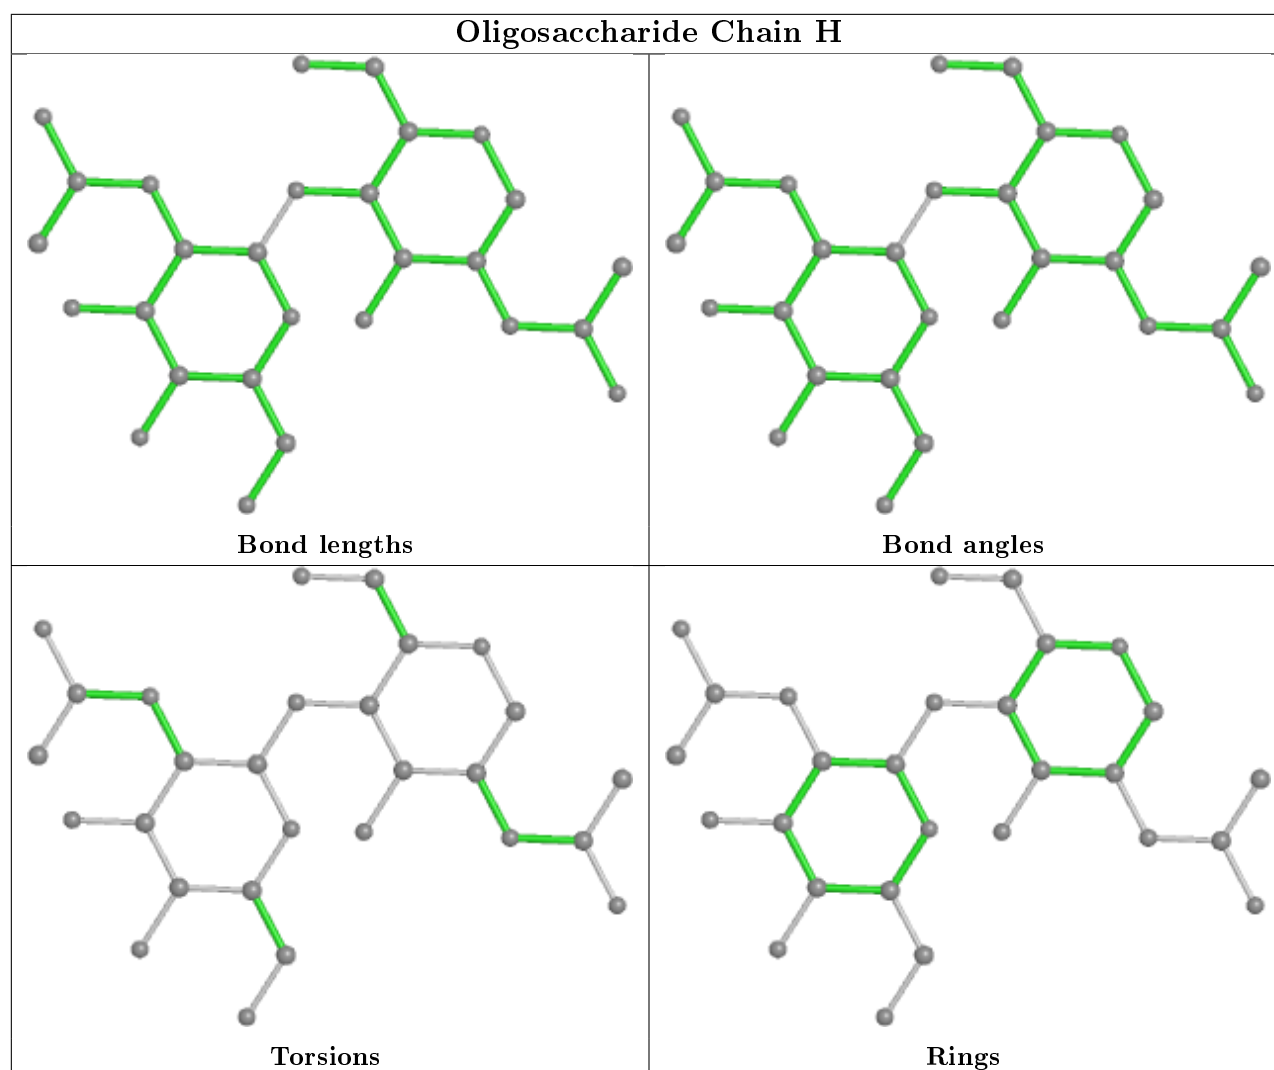 Oligosaccharide Chain H
Bond lengths
Bond angles
Torsions
Rings